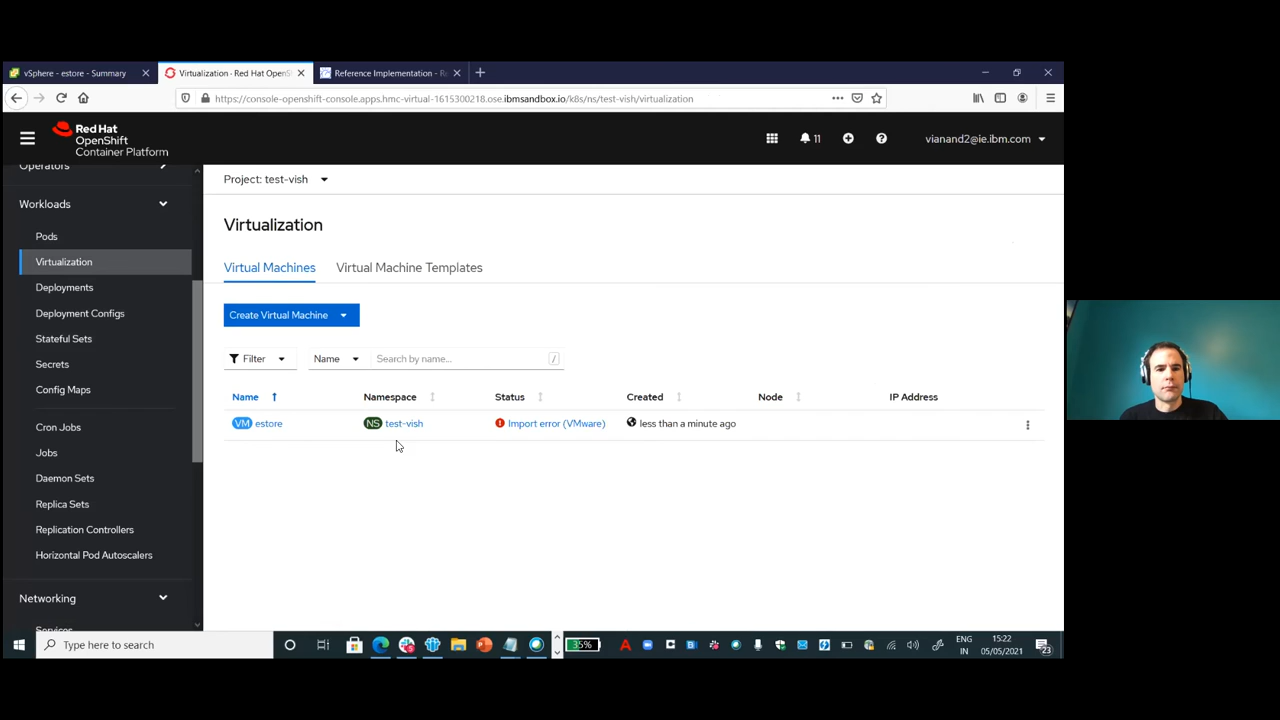 vSphere - estore - Summary
Virtualization · Red Hat OpenSh
Reference Implementation - Re
https://console-openshift-console.apps.hmc-virtual-1615300218.ose.ibmsandbox.io/k8s/ns/test-vish/virtualization
Red Hat
OpenShift
Container Platform
11
vianand2@ie.ibm.com
Operators
Workloads
Pods
Virtualization
Deployments
Deployment Configs
Stateful Sets
Secrets
Config Maps
Cron Jobs
Jobs
Daemon Sets
Replica Sets
Replication Controllers
Horizontal Pod Autoscalers
Networking
Services
Project: test-vish
Virtualization
Virtual Machines
Virtual Machine Templates
Create Virtual Machine
Filter
Name
Search by name...
/
Name
Namespace
Status
Created
Node
IP Address
VM estore
NS test-vish
Import error (VMware)
less than a minute ago
Type here to search
35%
ENG
IN
15:22
05/05/2021
23